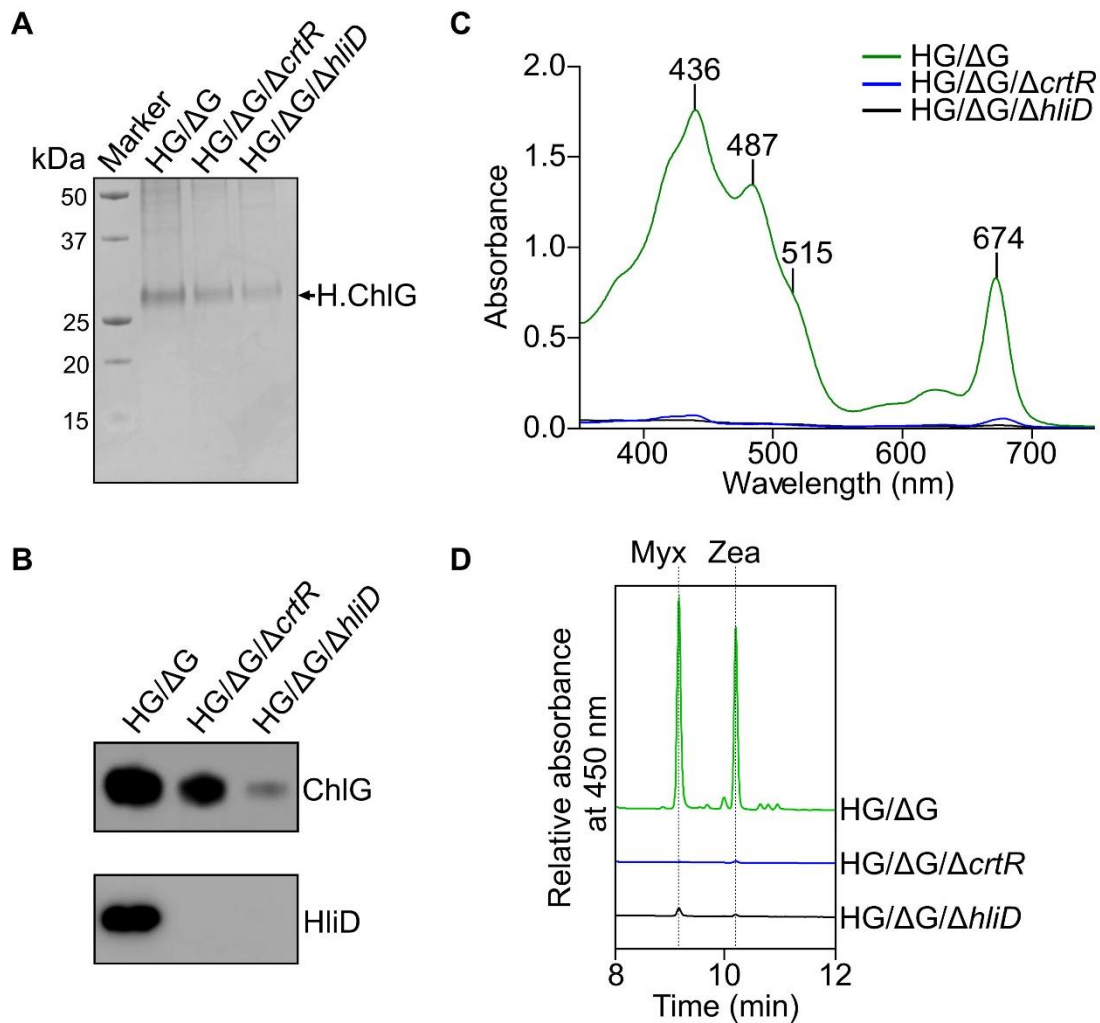 A
kDa
Marker
HG/ΔG
HG/ΔG/ΔcrtR
HG/ΔG/ΔhliD
50
37
25
20
15
H.ChlG
B
HG/ΔG
HG/ΔG/ΔcrtR
HG/ΔG/ΔhliD
ChlG
HliD
C
HG/ΔG
HG/ΔG/ΔcrtR
HG/ΔG/ΔhliD
2.0
1.5
1.0
0.5
0.0
Absorbance
436
487
515
674
400 500 600 700
Wavelength (nm)
D
Myx Zea
Relative absorbance
at 450 nm
HG/ΔG
HG/ΔG/ΔcrtR
HG/ΔG/ΔhliD
8 10 12
Time (min)